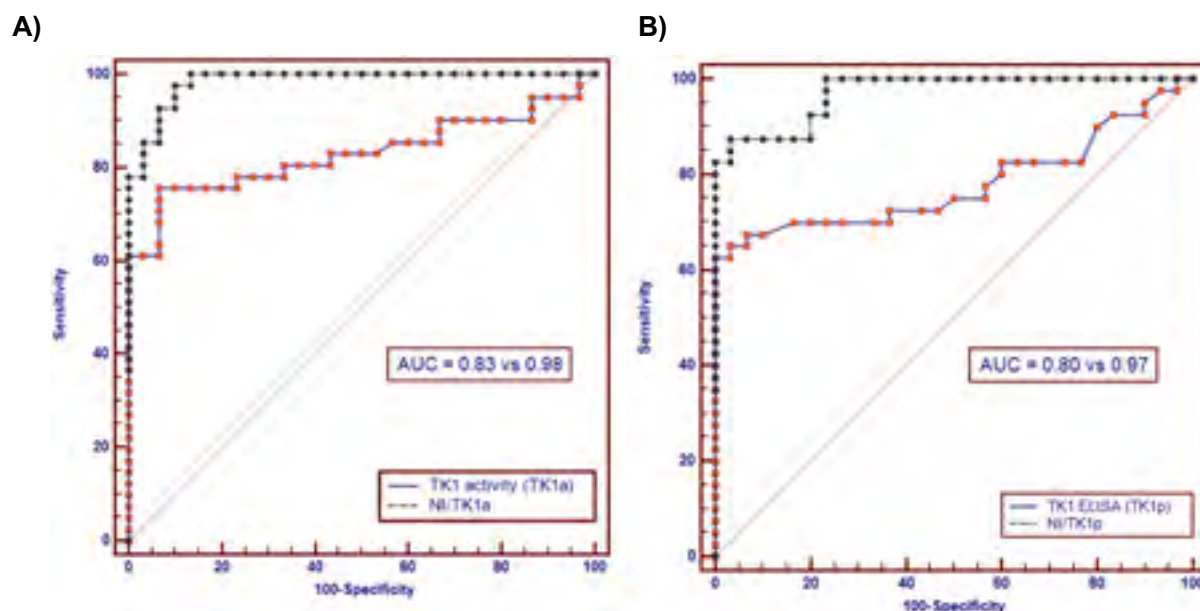 A)
B)
100
80
60
40
20
0
Sensitivity
AUC = 0.83 vs 0.98
TK1 activity (TK1a)
NI/TK1a
0 20 40 60 80 100
100-Specificity
100
80
60
40
20
0
Sensitivity
AUC = 0.80 vs 0.97
TK1 ELISA (TK1p)
NI/TK1p
0 20 40 60 80 100
100-Specificity